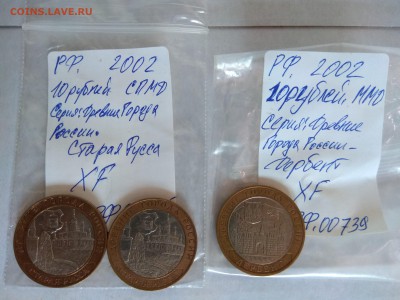 COINS.LAVE.RU
РФ. 2002
10 рублей СПМД
Серия: Древние Города
России.
Старая Русса
XF
РФ. 2002
10 рублей. ММД
Серия: Древние
Города России-
Дербент
XF
РФ.00739